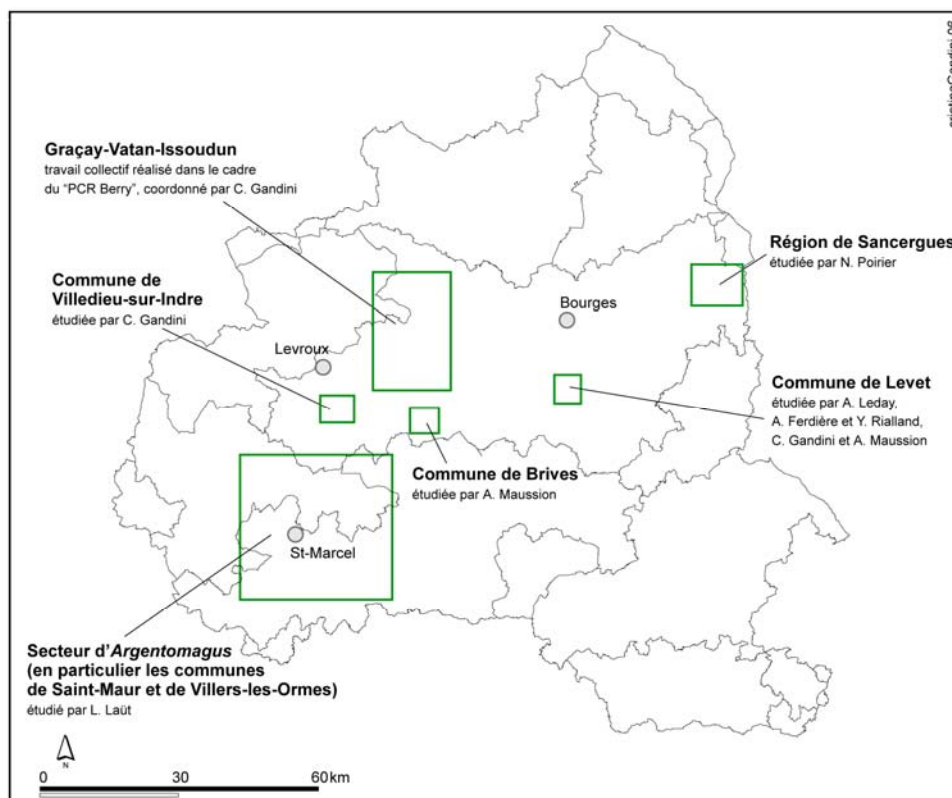 Graçay-Vatan-Issoudun
travail collectif réalisé dans le cadre
du "PCR Berry", coordonné par C. Gandini
Commune de
Villedieu-sur-Indre
étudiée par C. Gandini
Levroux
Bourges
Région de Sancergues
étudiée par N. Poirier
Commune de Levet
étudiée par A. Leday,
A. Ferdière et Y. Rialland,
C. Gandini et A. Maussion
Commune de Brives
étudiée par A. Maussion
St-Marcel
Secteur d'Argentomagus
(en particulier les communes
de Saint-Maur et de Villers-les-Ormes)
étudié par L. Laüt
N
0 30 60 km